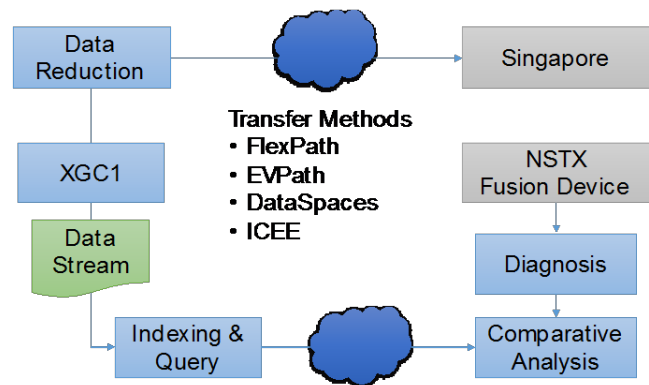 Data
Reduction
Singapore
Transfer Methods
• FlexPath
• EVPath
• DataSpaces
• ICEE
XGC1
NSTX
Fusion Device
Data
Stream
Diagnosis
Indexing &
Query
Comparative
Analysis